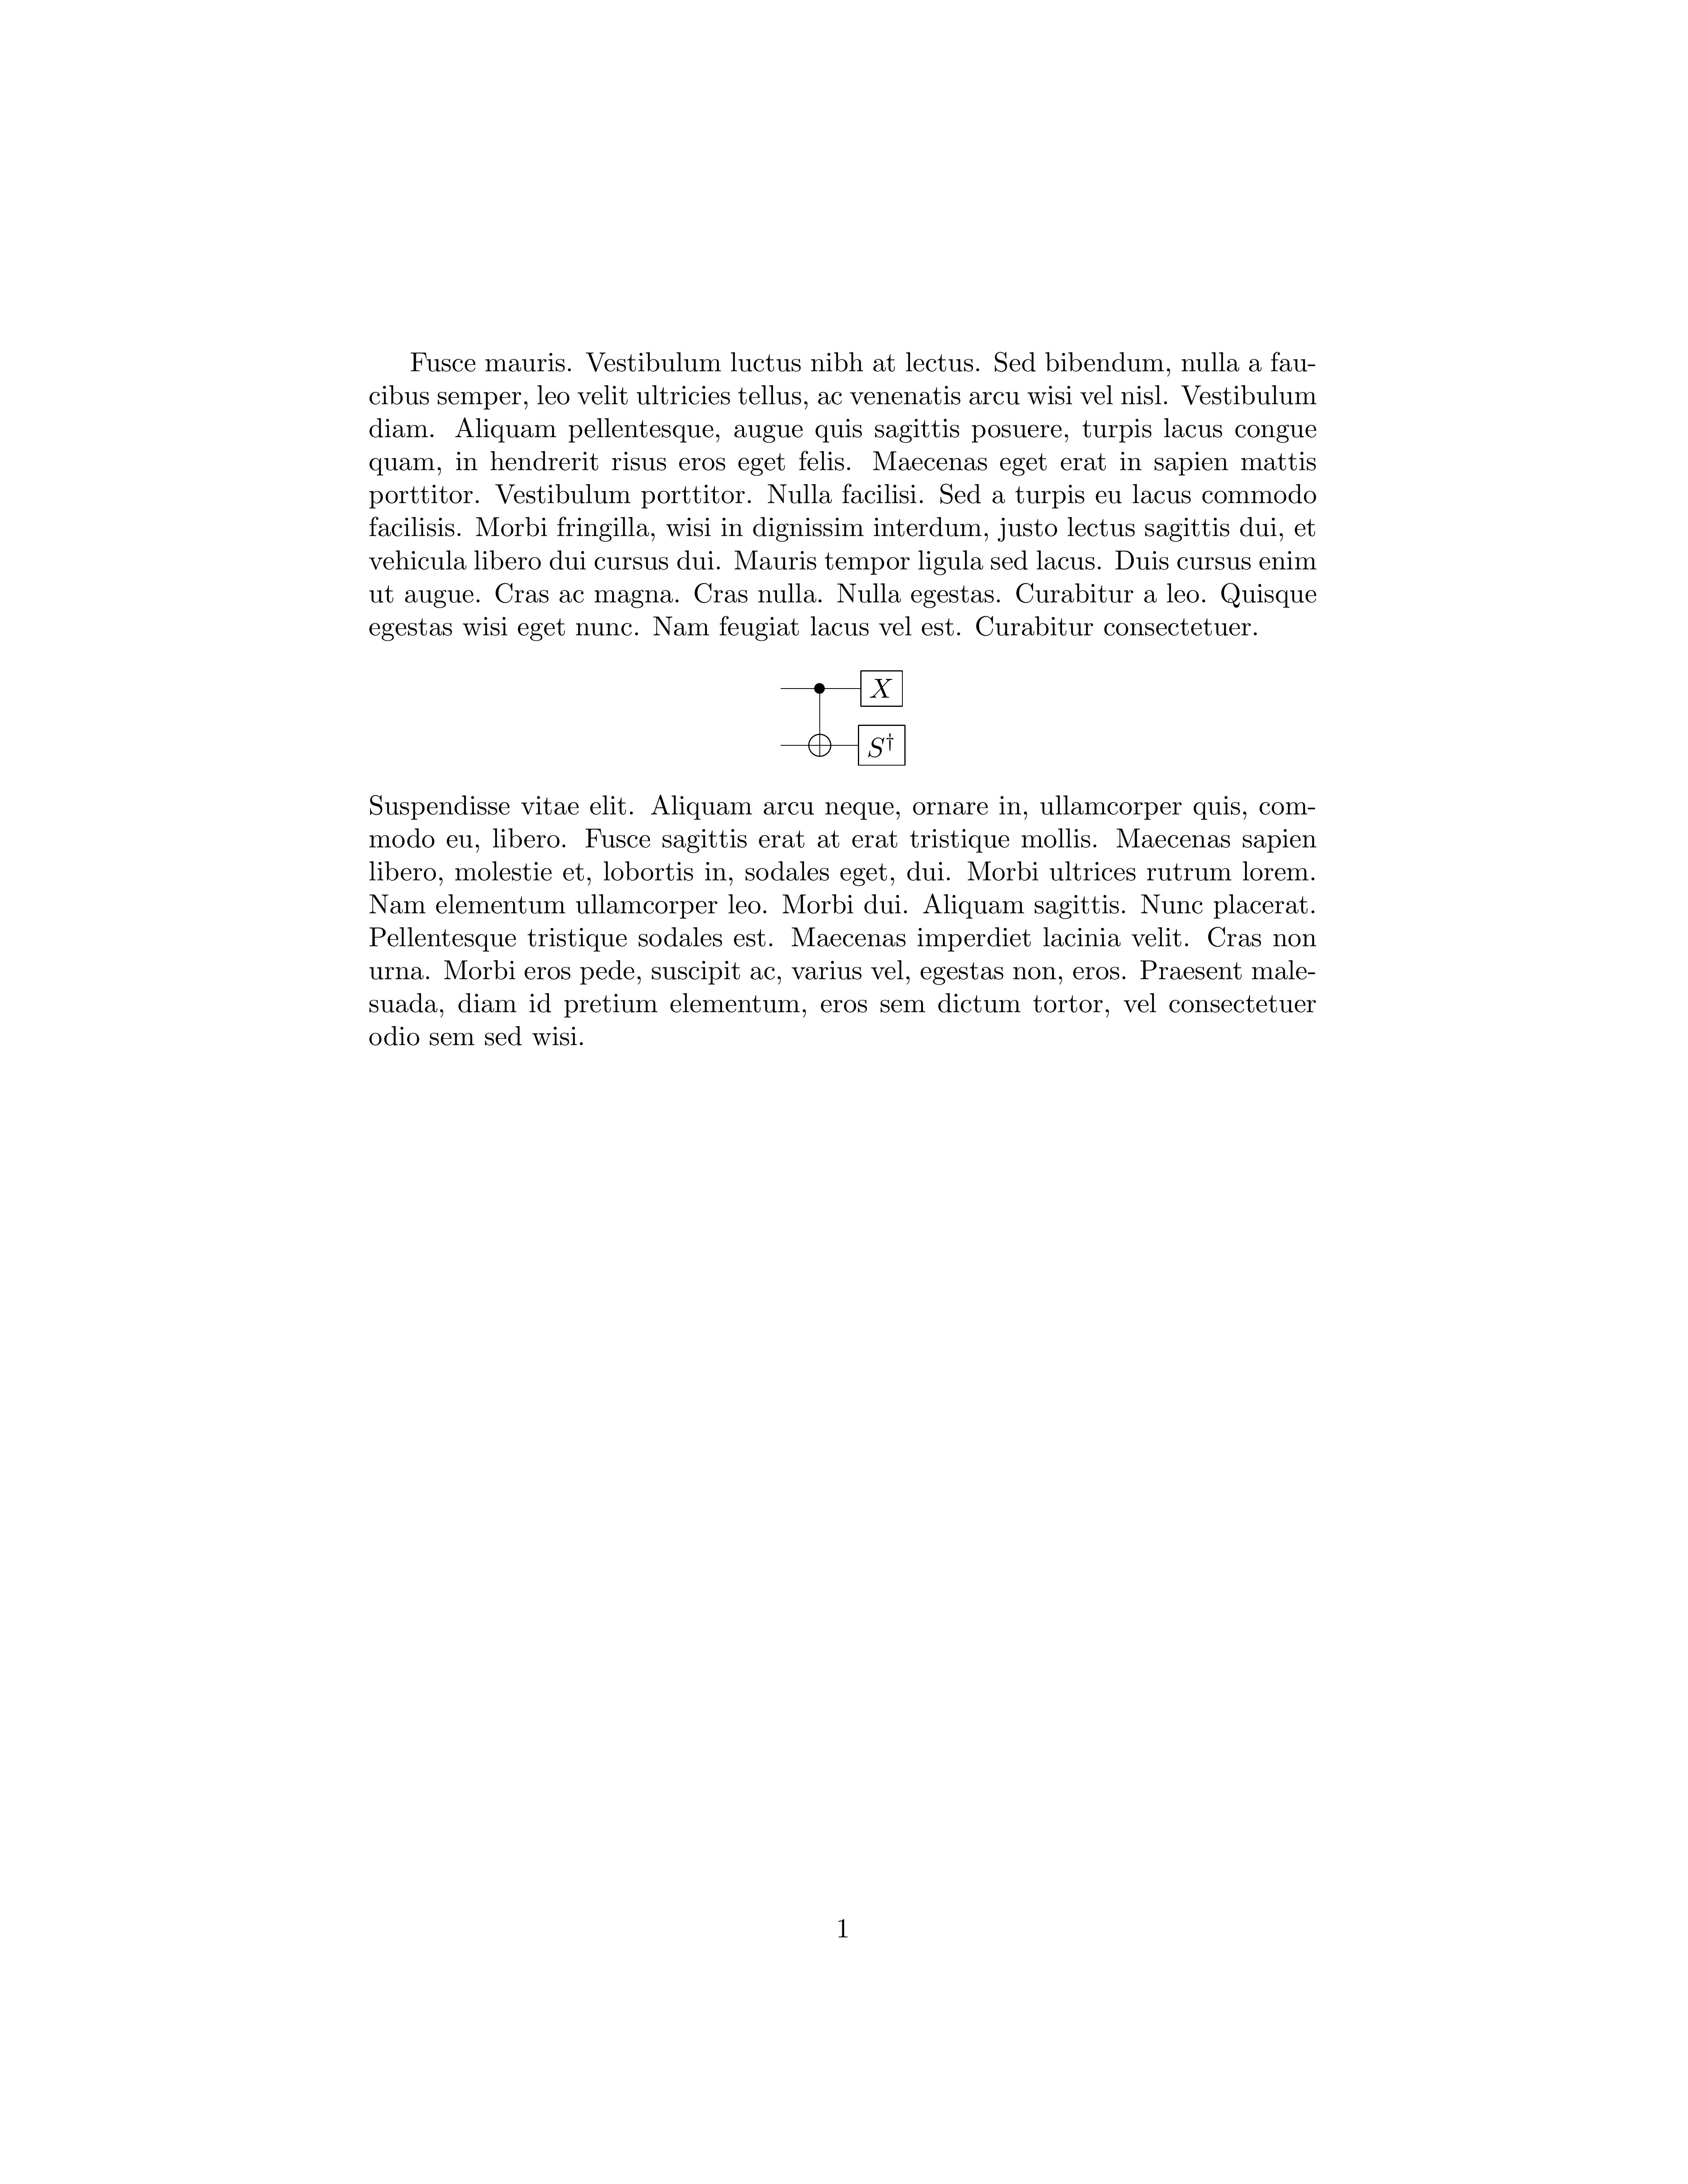 Fusce mauris. Vestibulum luctus nibh at lectus. Sed bibendum, nulla a fau-
cibus semper, leo velit ultricies tellus, ac venenatis arcu wisi vel nisl. Vestibulum
diam. Aliquam pellentesque, augue quis sagittis posuere, turpis lacus congue
quam, in hendrerit risus eros eget felis. Maecenas eget erat in sapien mattis
porttitor. Vestibulum porttitor. Nulla facilisi. Sed a turpis eu lacus commodo
facilisis. Morbi fringilla, wisi in dignissim interdum, justo lectus sagittis dui, et
vehicula libero dui cursus dui. Mauris tempor ligula sed lacus. Duis cursus enim
ut augue. Cras ac magna. Cras nulla. Nulla egestas. Curabitur a leo. Quisque
egestas wisi eget nunc. Nam feugiat lacus vel est. Curabitur consectetuer.
X
S†
Suspendisse vitae elit. Aliquam arcu neque, ornare in, ullamcorper quis, com-
modo eu, libero. Fusce sagittis erat at erat tristique mollis. Maecenas sapien
libero, molestie et, lobortis in, sodales eget, dui. Morbi ultrices rutrum lorem.
Nam elementum ullamcorper leo. Morbi dui. Aliquam sagittis. Nunc placerat.
Pellentesque tristique sodales est. Maecenas imperdiet lacinia velit. Cras non
urna. Morbi eros pede, suscipit ac, varius vel, egestas non, eros. Praesent male-
suada, diam id pretium elementum, eros sem dictum tortor, vel consectetuer
odio sem sed wisi.
1